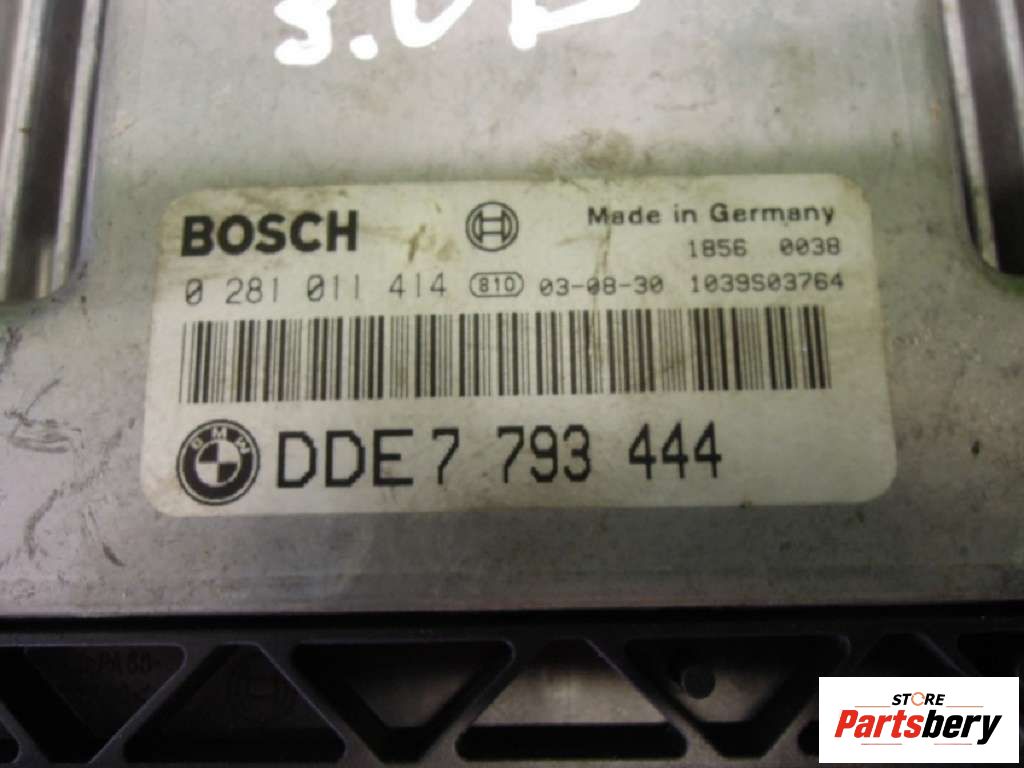 BOSCH
Made in Germany
1856 0038
0 281 011 414 810 03-08-30 1039S03764
BMW DDE 7 793 444
STORE
Partsbery